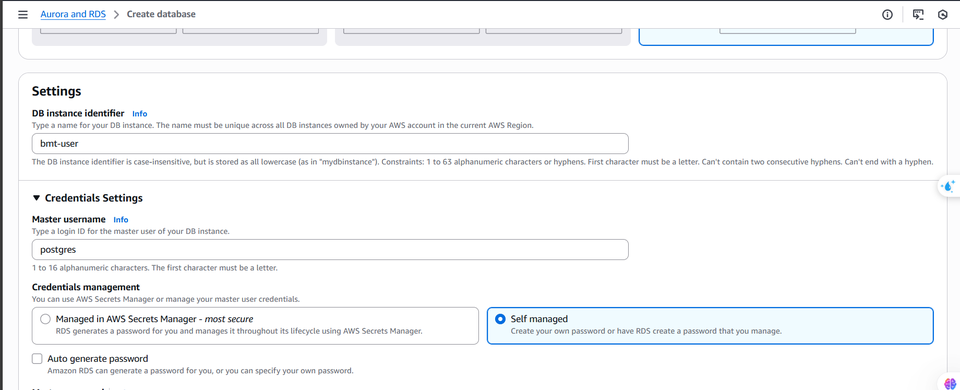 Aurora and RDS > Create database
Settings
DB instance identifier Info
Type a name for your DB instance. The name must be unique across all DB instances owned by your AWS account in the current AWS Region.
bmt-user
The DB instance identifier is case-insensitive, but is stored as all lowercase (as in "mydbinstance"). Constraints: 1 to 63 alphanumeric characters or hyphens. First character must be a letter. Can't contain two consecutive hyphens. Can't end with a hyphen.
Credentials Settings
Master username Info
Type a login ID for the master user of your DB instance.
postgres
1 to 16 alphanumeric characters. The first character must be a letter.
Credentials management
You can use AWS Secrets Manager or manage your master user credentials.
Managed in AWS Secrets Manager - most secure
RDS generates a password for you and manages it throughout its lifecycle using AWS Secrets Manager.
Self managed
Create your own password or have RDS create a password that you manage.
Auto generate password
Amazon RDS can generate a password for you, or you can specify your own password.